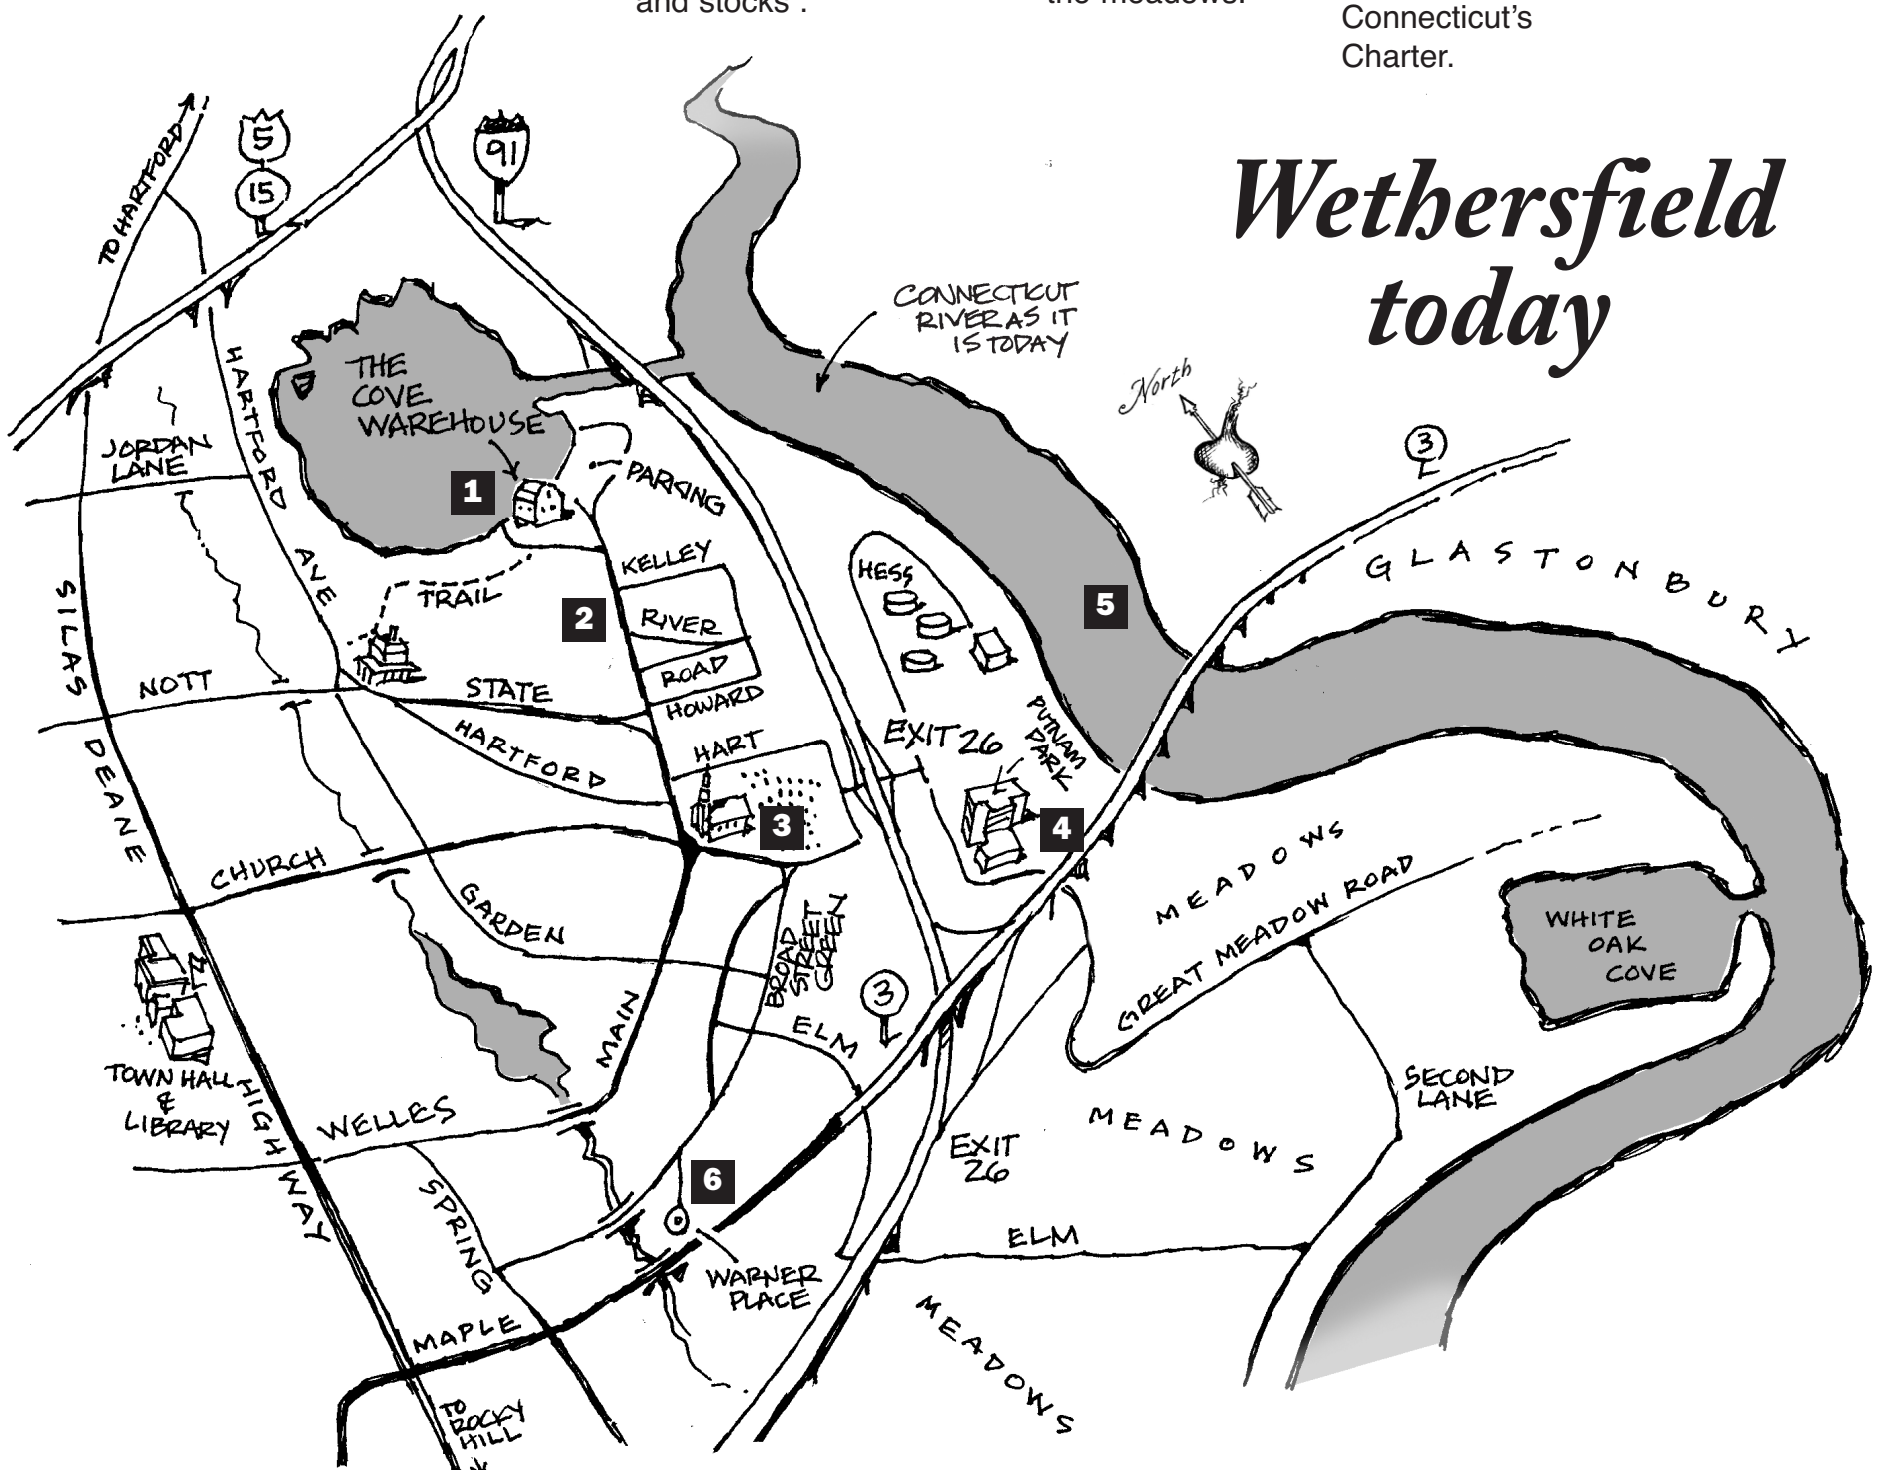 and stocks .
the meadows.
Connecticut's
Charter.
Wethersfield
today
TO HARTFORD
5
15
91
CONNECTICUT
RIVER AS IT
IS TODAY
North
3
THE
COVE
WAREHOUSE
1
PARKING
HARTFORD AVE
JORDAN
LANE
TRAIL
KELLEY
2
RIVER
ROAD
HOWARD
HART
HESS
5
GLASTONBURY
SILAS DEANE HIGHWAY
NOTT
STATE
HARTFORD
EXIT 26
PUTNAM
PARK
3
4
CHURCH
GARDEN
BROAD
STREET
GREEN
MEADOWS
GREAT MEADOW ROAD
WHITE
OAK
COVE
3
MAIN
ELM
TOWN HALL
&
LIBRARY
WELLES
SECOND
LANE
MEADOWS
EXIT
26
6
SPRING
ELM
WARNER
PLACE
MAPLE
MEADOWS
TO
ROCKY
HILL